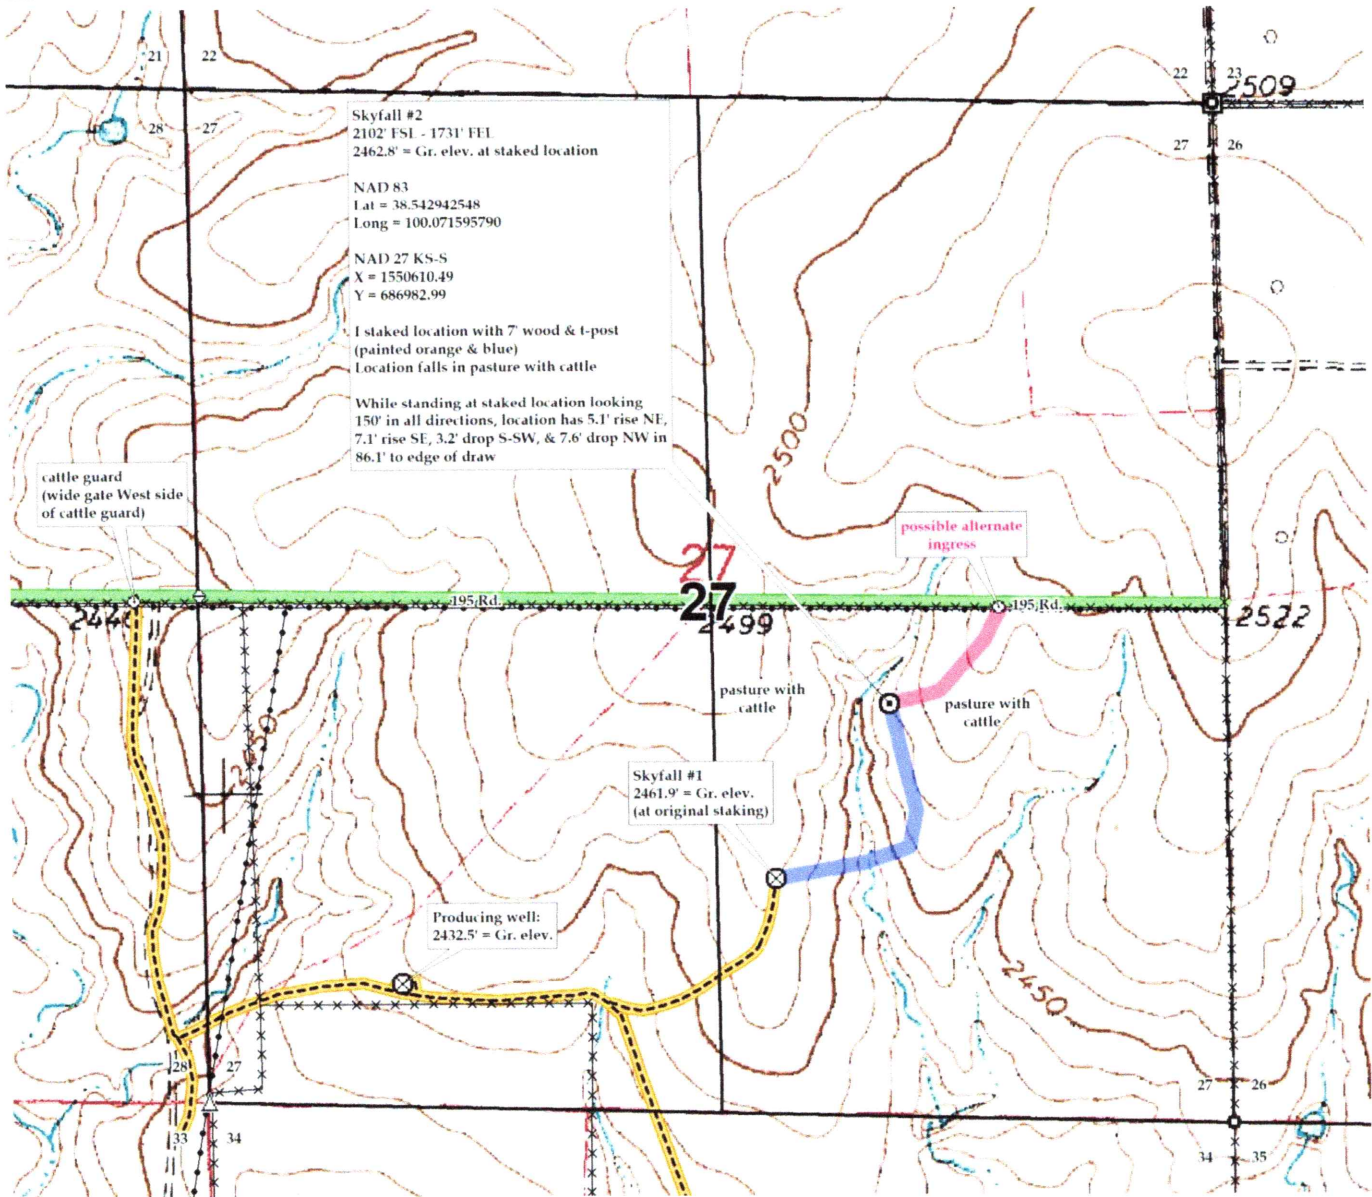 21
22
22
23
2509
28
27
27
26
Skyfall #2
2102' FSL - 1731' FEL
2462.8' = Gr. elev. at staked location
NAD 83
Lat = 38.542942548
Long = 100.071595790
NAD 27 KS-S
X = 1550610.49
Y = 686982.99
I staked location with 7' wood & t-post
(painted orange & blue)
Location falls in pasture with cattle
While standing at staked location looking
150' in all directions, location has 5.1' rise NE,
7.1' rise SE, 3.2' drop S-SW, & 7.6' drop NW in
86.1' to edge of draw
2500
cattle guard
(wide gate West side
of cattle guard)
possible alternate
ingress
27
27
195 Rd.
195 Rd.
2499
2522
pasture with
cattle
pasture with
cattle
2450
Skyfall #1
2461.9' = Gr. elev.
(at original staking)
Producing well:
2432.5' = Gr. elev.
2450
28
27
27
26
33
34
34
35